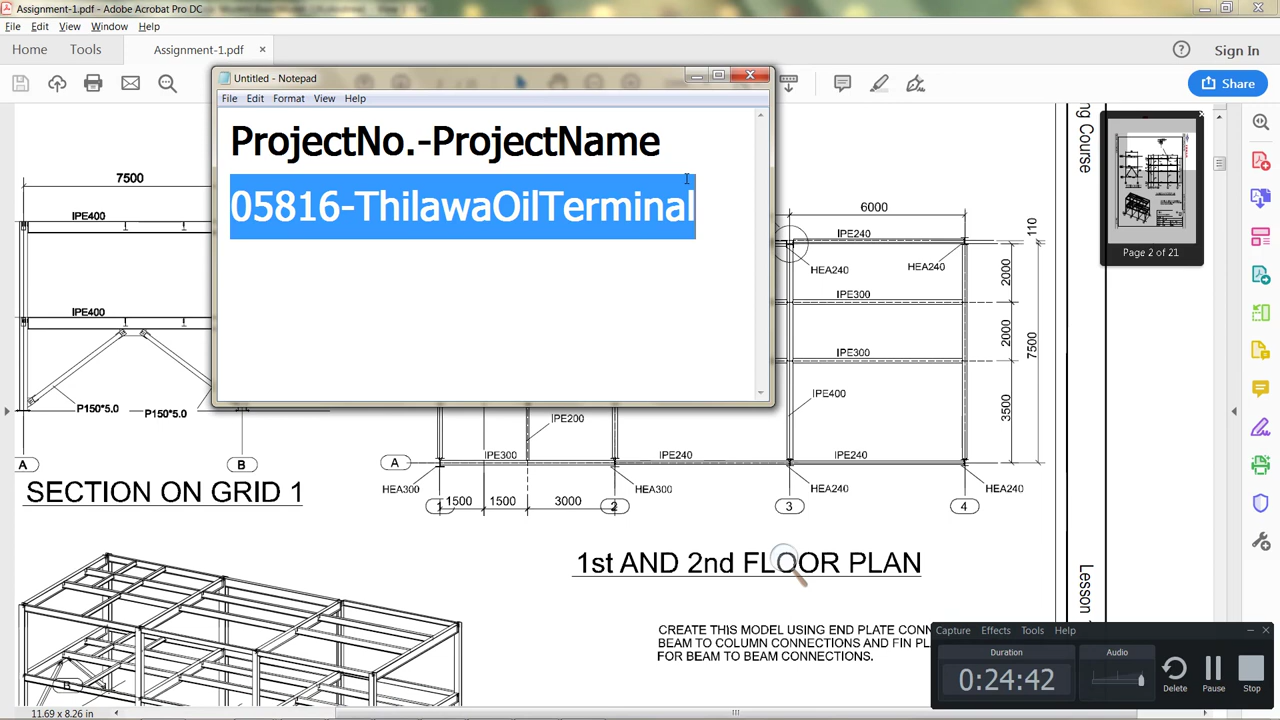 Assignment-1.pdf - Adobe Acrobat Pro DC
File Edit View Window Help
Home Tools Assignment-1.pdf × Sign In
Share
Untitled - Notepad
File Edit Format View Help
ProjectNo.-ProjectName
05816-ThilawaOilTerminal
7500
IPE400
IPE400
P150*5.0
P150*5.0
A
B
SECTION ON GRID 1
6000
110
IPE240
HEA240
HEA240
2000
IPE300
2000
7500
IPE300
IPE400
3500
IPE200
A
IPE300
IPE240
IPE240
HEA300
HEA300
HEA240
HEA240
1500
1500
3000
1
2
3
4
1st AND 2nd FLOOR PLAN
CREATE THIS MODEL USING END PLATE
BEAM TO COLUMN CONNECTIONS AND FIN
FOR BEAM TO BEAM CONNECTIONS.
Course
Lesson
Page 2 of 21
Capture Effects Tools Help
Duration
Audio
0:24:42
Delete
Pause
Stop
11.69 x 8.26 in